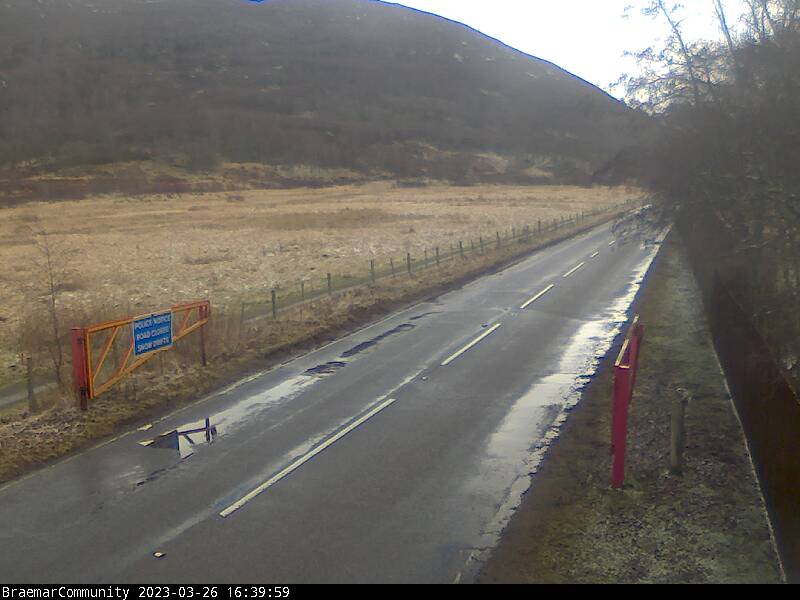 POLICE NOTICE
ROAD CLOSED
SNOW DRIFTS
BraemarCommunity 2023-03-26 16:39:59